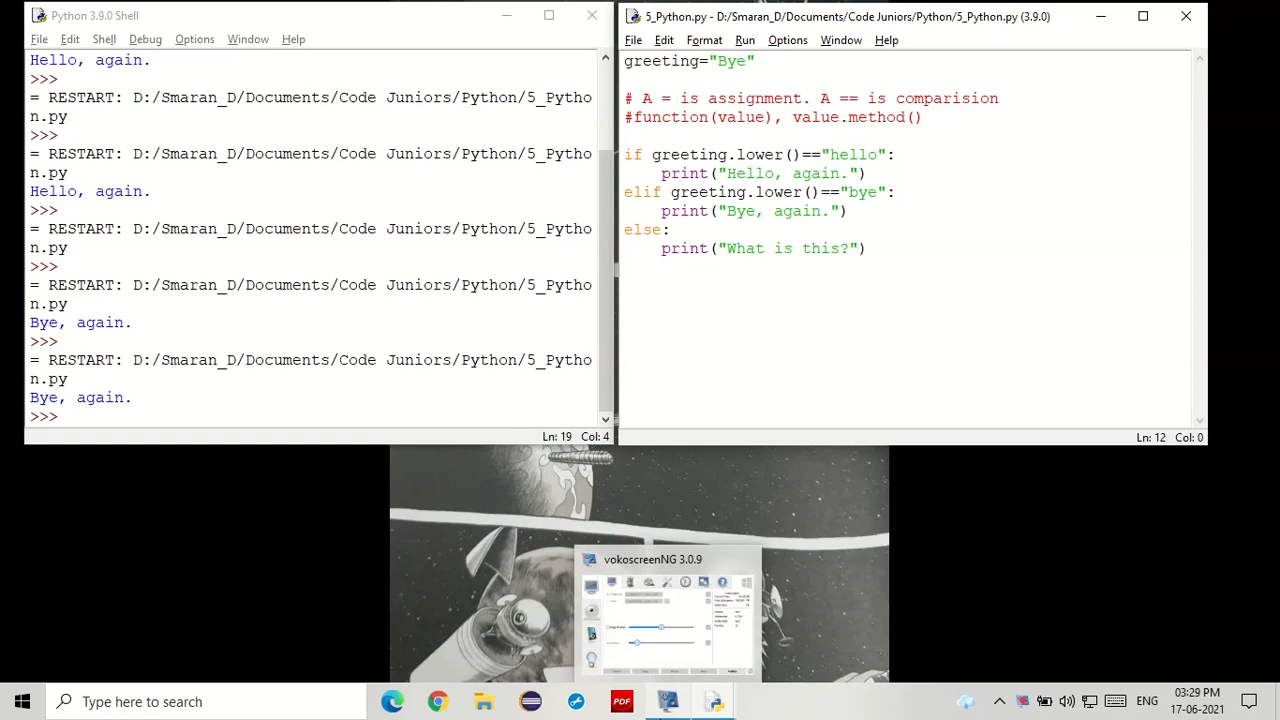 Python 3.9.0 Shell
File Edit Shell Debug Options Window Help
Hello, again.
>>>
= RESTART: D:/Smaran_D/Documents/Code Juniors/Python/5_Pytho
n.py
>>>
= RESTART: D:/Smaran_D/Documents/Code Juniors/Python/5_Pytho
n.py
Hello, again.
>>>
= RESTART: D:/Smaran_D/Documents/Code Juniors/Python/5_Pytho
n.py
>>>
= RESTART: D:/Smaran_D/Documents/Code Juniors/Python/5_Pytho
n.py
Bye, again.
>>>
= RESTART: D:/Smaran_D/Documents/Code Juniors/Python/5_Pytho
n.py
Bye, again.
>>>
Ln: 19 Col: 4
5_Python.py - D:/Smaran_D/Documents/Code Juniors/Python/5_Python.py (3.9.0)
File Edit Format Run Options Window Help
greeting="Bye"
# A = is assignment. A == is comparision
#function(value), value.method()
if greeting.lower()=="hello":
    print("Hello, again.")
elif greeting.lower()=="bye":
    print("Bye, again.")
else:
    print("What is this?")
Ln: 12 Col: 0
vokoscreenNG 3.0.9
Type here to search
PDF
ENG
03:29 PM
17-06-2021